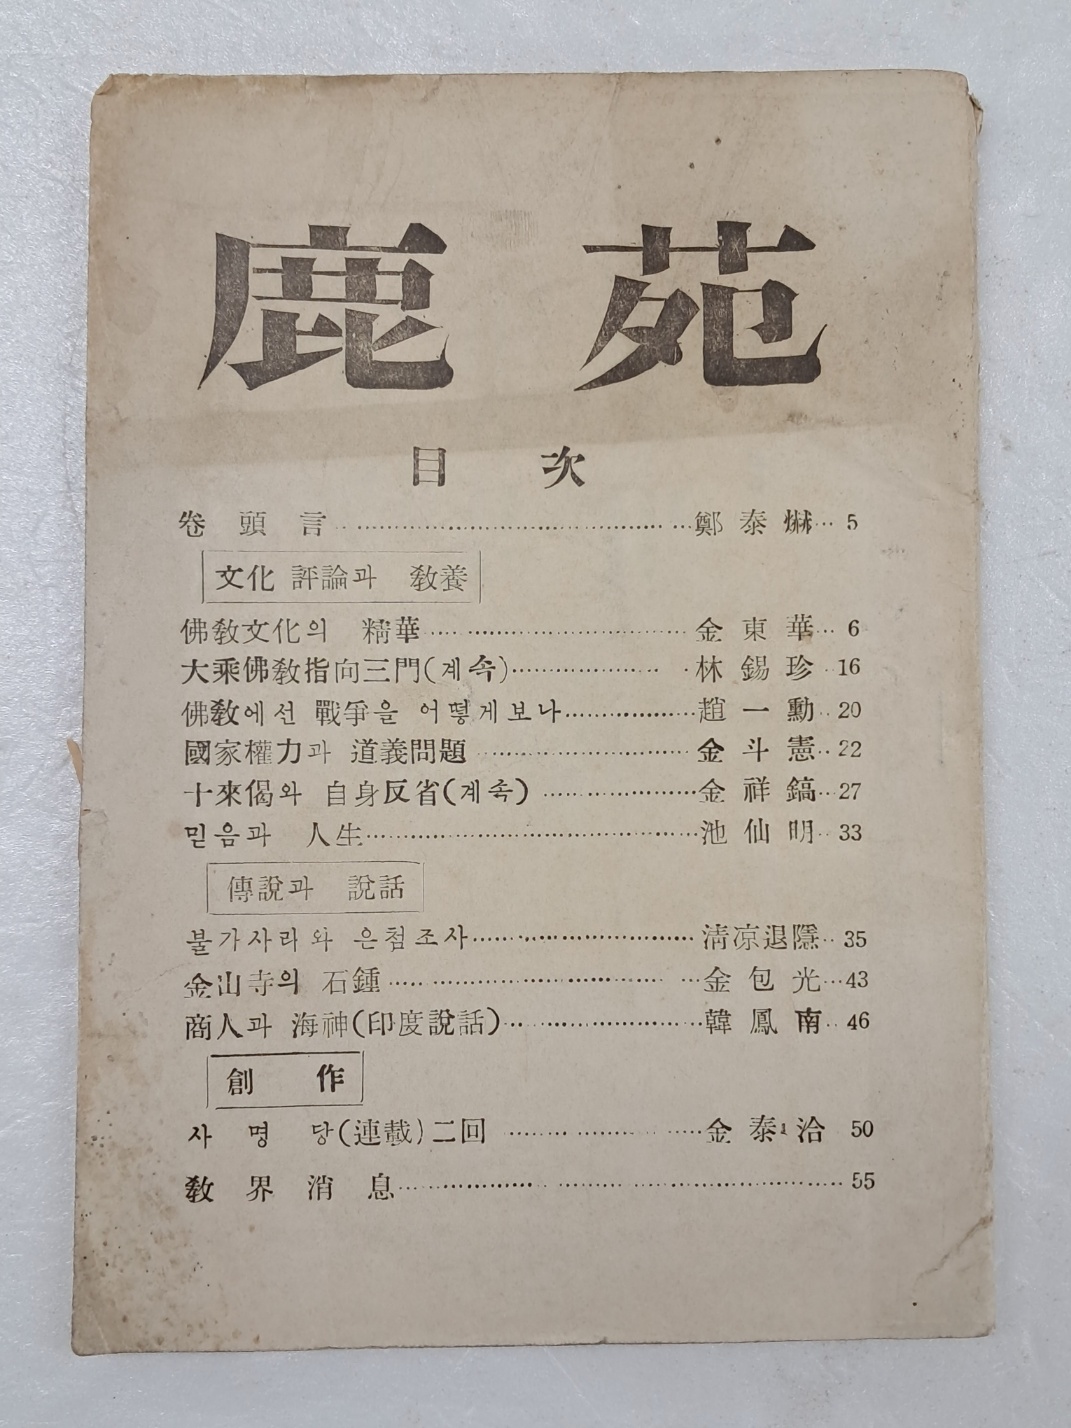 鹿苑
目次
卷頭言 鄭泰爀 5
文化 評論과 敎養
佛敎文化의 精華 金東華 6
大乘佛敎指向三門(계속) 林錫珍 16
佛敎에선 戰爭을 어떻게보나 趙一勳 20
國家權力과 道義問題 金斗憲 22
十來偈와 自身反省(계속) 金祥鎬 27
믿음과 人生 池仙明 33
傳說과 說話
불가사리와 은첨조사 淸凉退隱 35
金山寺의 石鍾 金包光 43
商人과 海神(印度說話) 韓鳳南 46
創作
사명당(連載)二回 金泰洽 50
敎界消息 55